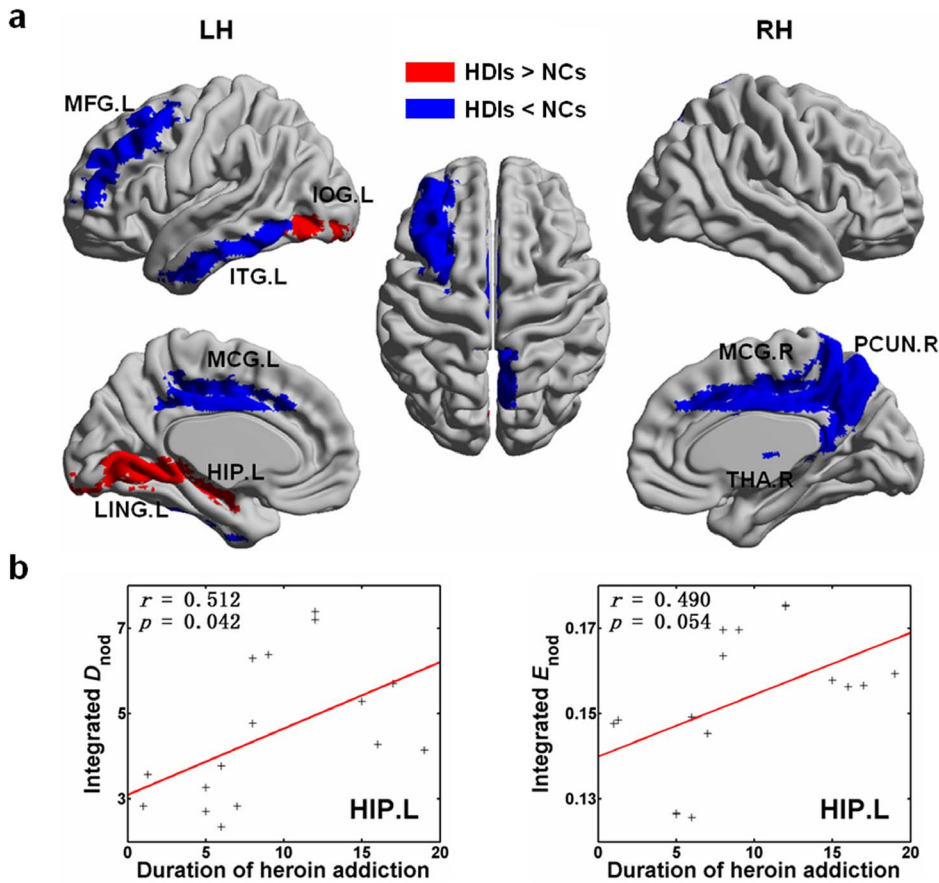 a
LH
RH
HDIs > NCs
HDIs < NCs
MFG.L
IOG.L
ITG.L
MCG.L
HIP.L
LING.L
MCG.R
PCUN.R
THA.R
b
r = 0.512
p = 0.042
7
5
3
Integrated Dnod
HIP.L
0 5 10 15 20
Duration of heroin addiction
r = 0.490
p = 0.054
0.17
0.15
0.13
Integrated Enod
HIP.L
0 5 10 15 20
Duration of heroin addiction